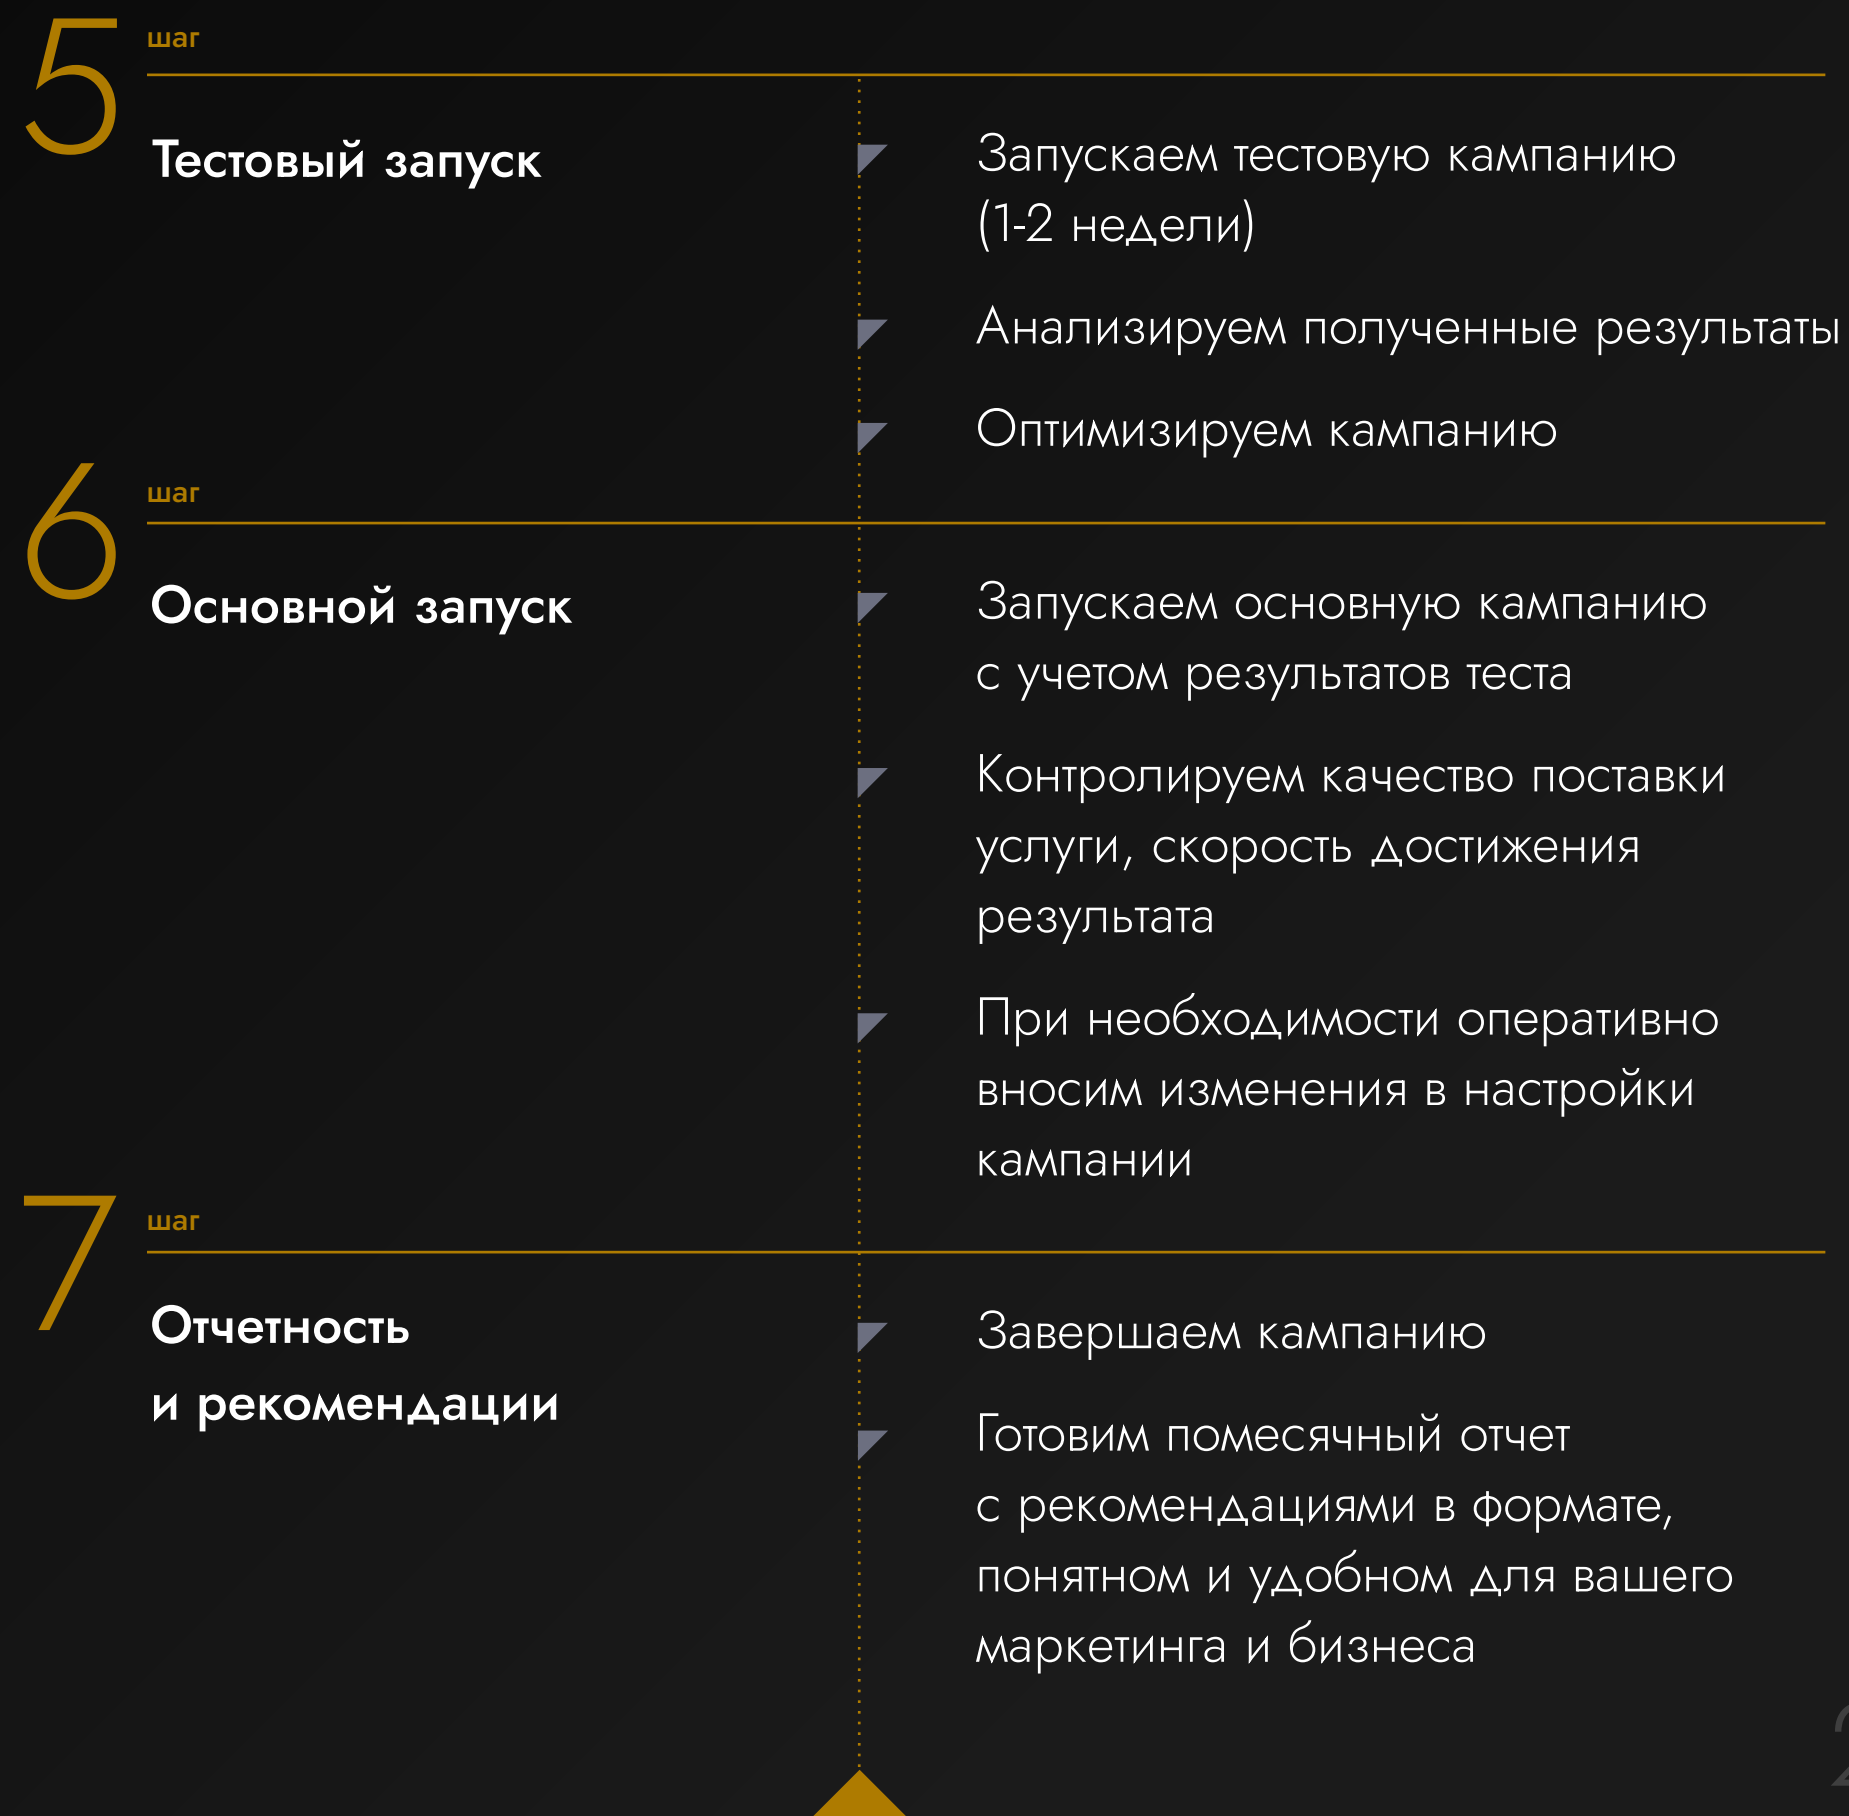 5 шаг
Тестовый запуск
Запускаем тестовую кампанию
(1-2 недели)
Анализируем полученные результаты
Оптимизируем кампанию
6 шаг
Основной запуск
Запускаем основную кампанию
с учетом результатов теста
Контролируем качество поставки
услуги, скорость достижения
результата
При необходимости оперативно
вносим изменения в настройки
кампании
7 шаг
Отчетность
и рекомендации
Завершаем кампанию
Готовим помесячный отчет
с рекомендациями в формате,
понятном и удобном для вашего
маркетинга и бизнеса